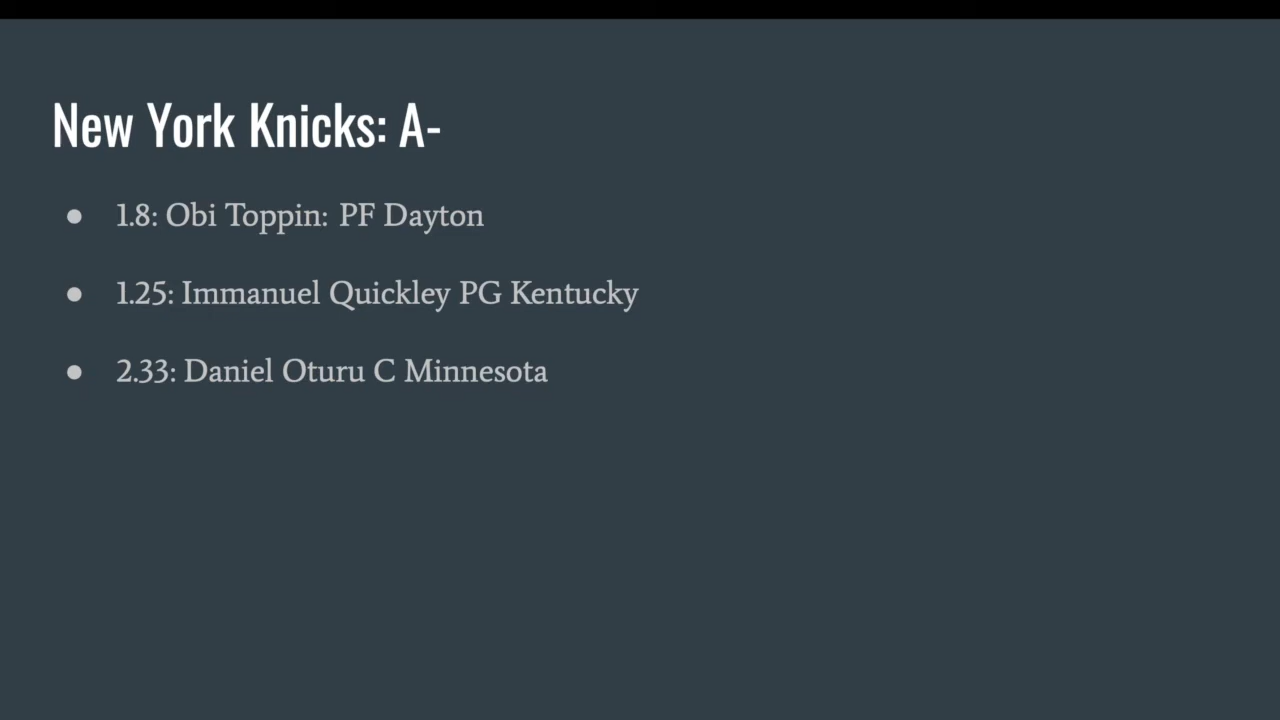 New York Knicks: A-
● 1.8: Obi Toppin: PF Dayton
● 1.25: Immanuel Quickley PG Kentucky
● 2.33: Daniel Oturu C Minnesota